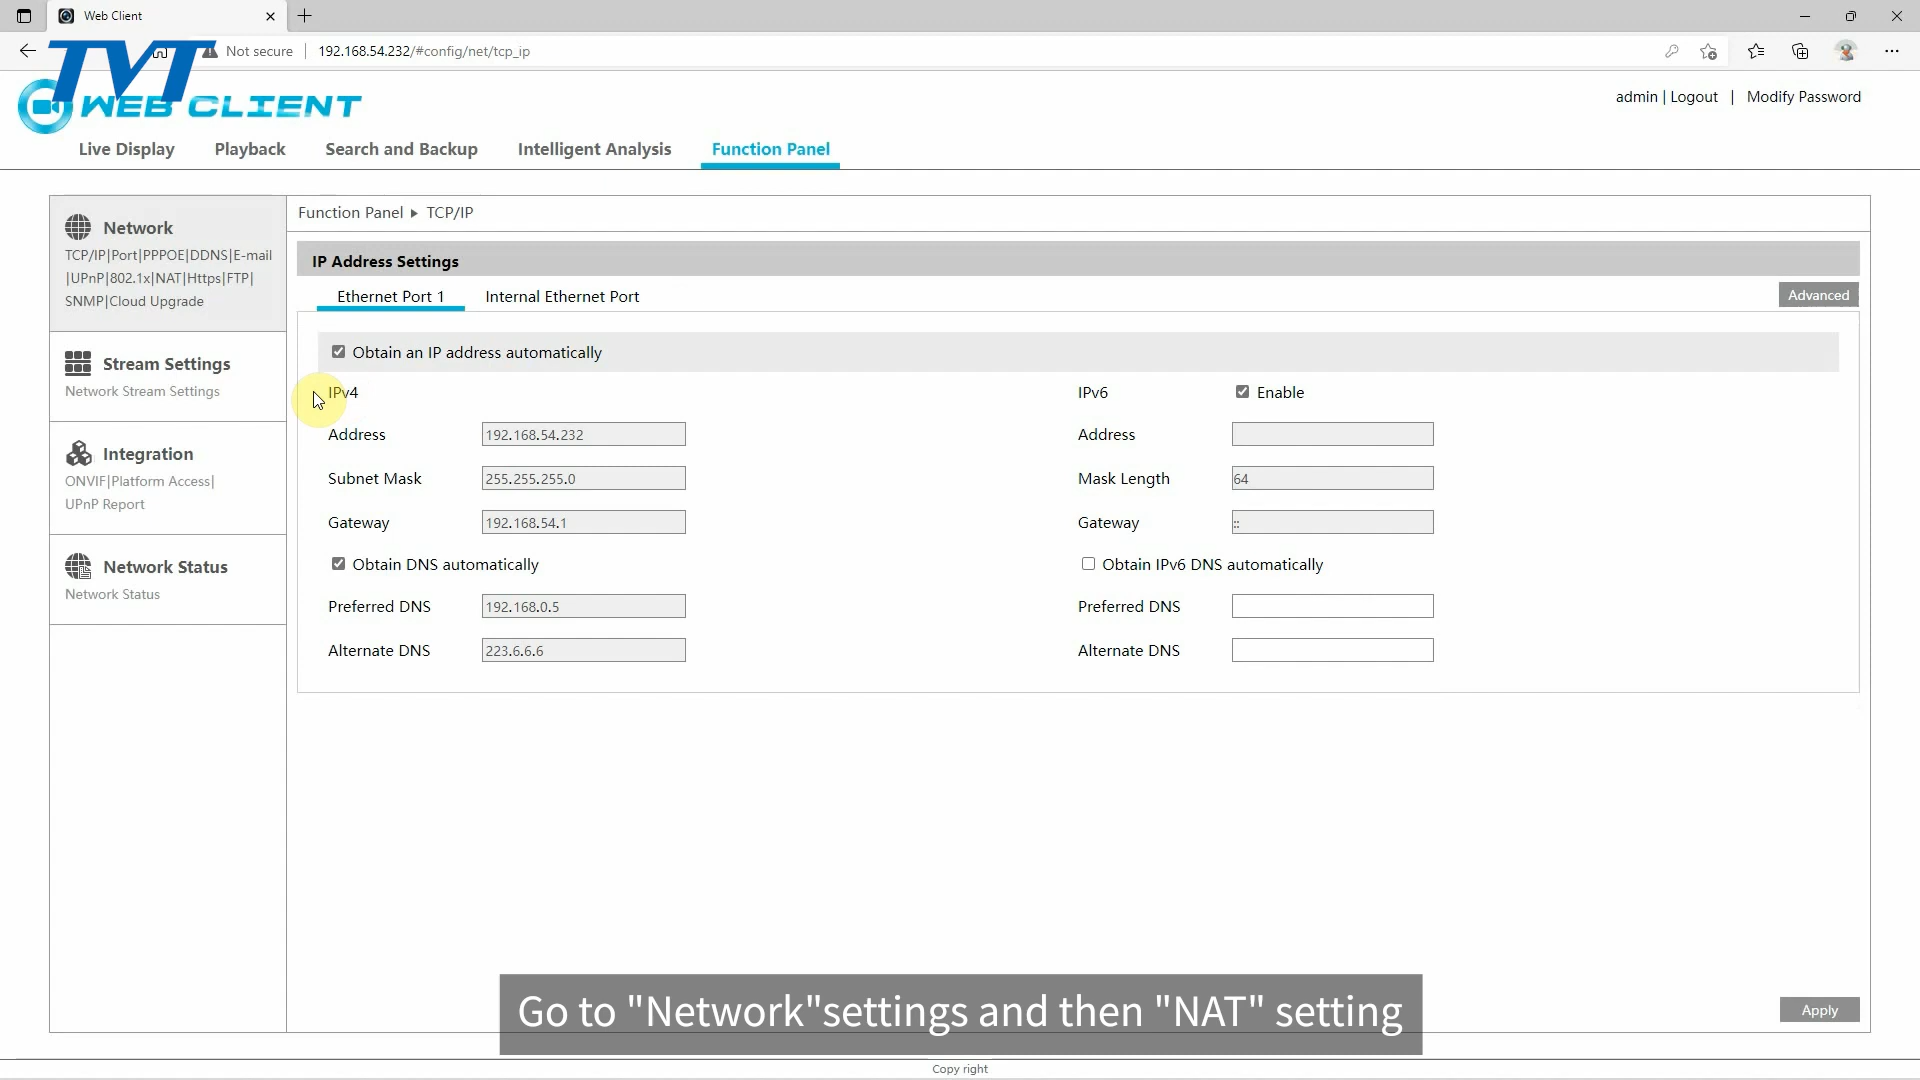 Web Client
Not secure
192.168.54.232/#config/net/tcp_ip
TVT
WEB CLIENT
admin | Logout | Modify Password
Live Display
Playback
Search and Backup
Intelligent Analysis
Function Panel
Network
TCP/IP|Port|PPPOE|DDNS|E-mail
|UPnP|802.1x|NAT|Https|FTP|
SNMP|Cloud Upgrade
Stream Settings
Network Stream Settings
Integration
ONVIF|Platform Access|
UPnP Report
Network Status
Network Status
Function Panel ▸ TCP/IP
IP Address Settings
Ethernet Port 1
Internal Ethernet Port
Advanced
Obtain an IP address automatically
IPv4
IPv6
Enable
Address
192.168.54.232
Address
Subnet Mask
255.255.255.0
Mask Length
64
Gateway
192.168.54.1
Gateway
::
Obtain DNS automatically
Obtain IPv6 DNS automatically
Preferred DNS
192.168.0.5
Preferred DNS
Alternate DNS
223.6.6.6
Alternate DNS
Go to "Network"settings and then "NAT" setting
Apply
Copy right